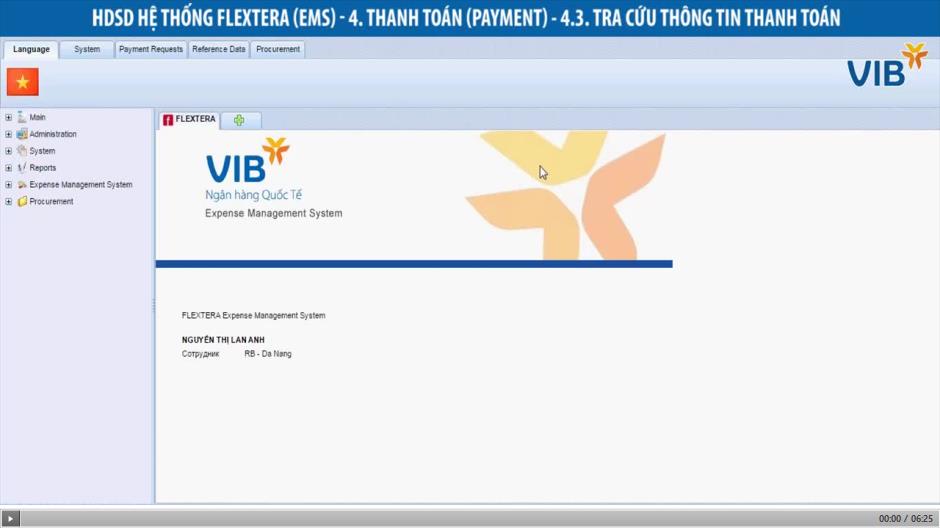 HDSD HỆ THỐNG FLEXTERA (EMS) - 4. THANH TOÁN (PAYMENT) - 4.3. TRA CỨU THÔNG TIN THANH TOÁN
Language System Payment Requests Reference Data Procurement
VIB
Main
Administration
System
Reports
Expense Management System
Procurement
FLEXTERA
VIB
Ngân hàng Quốc Tế
Expense Management System
FLEXTERA Expense Management System
NGUYỄN THỊ LAN ANH
Сотрудник RB - Da Nang
00:00 / 06:25